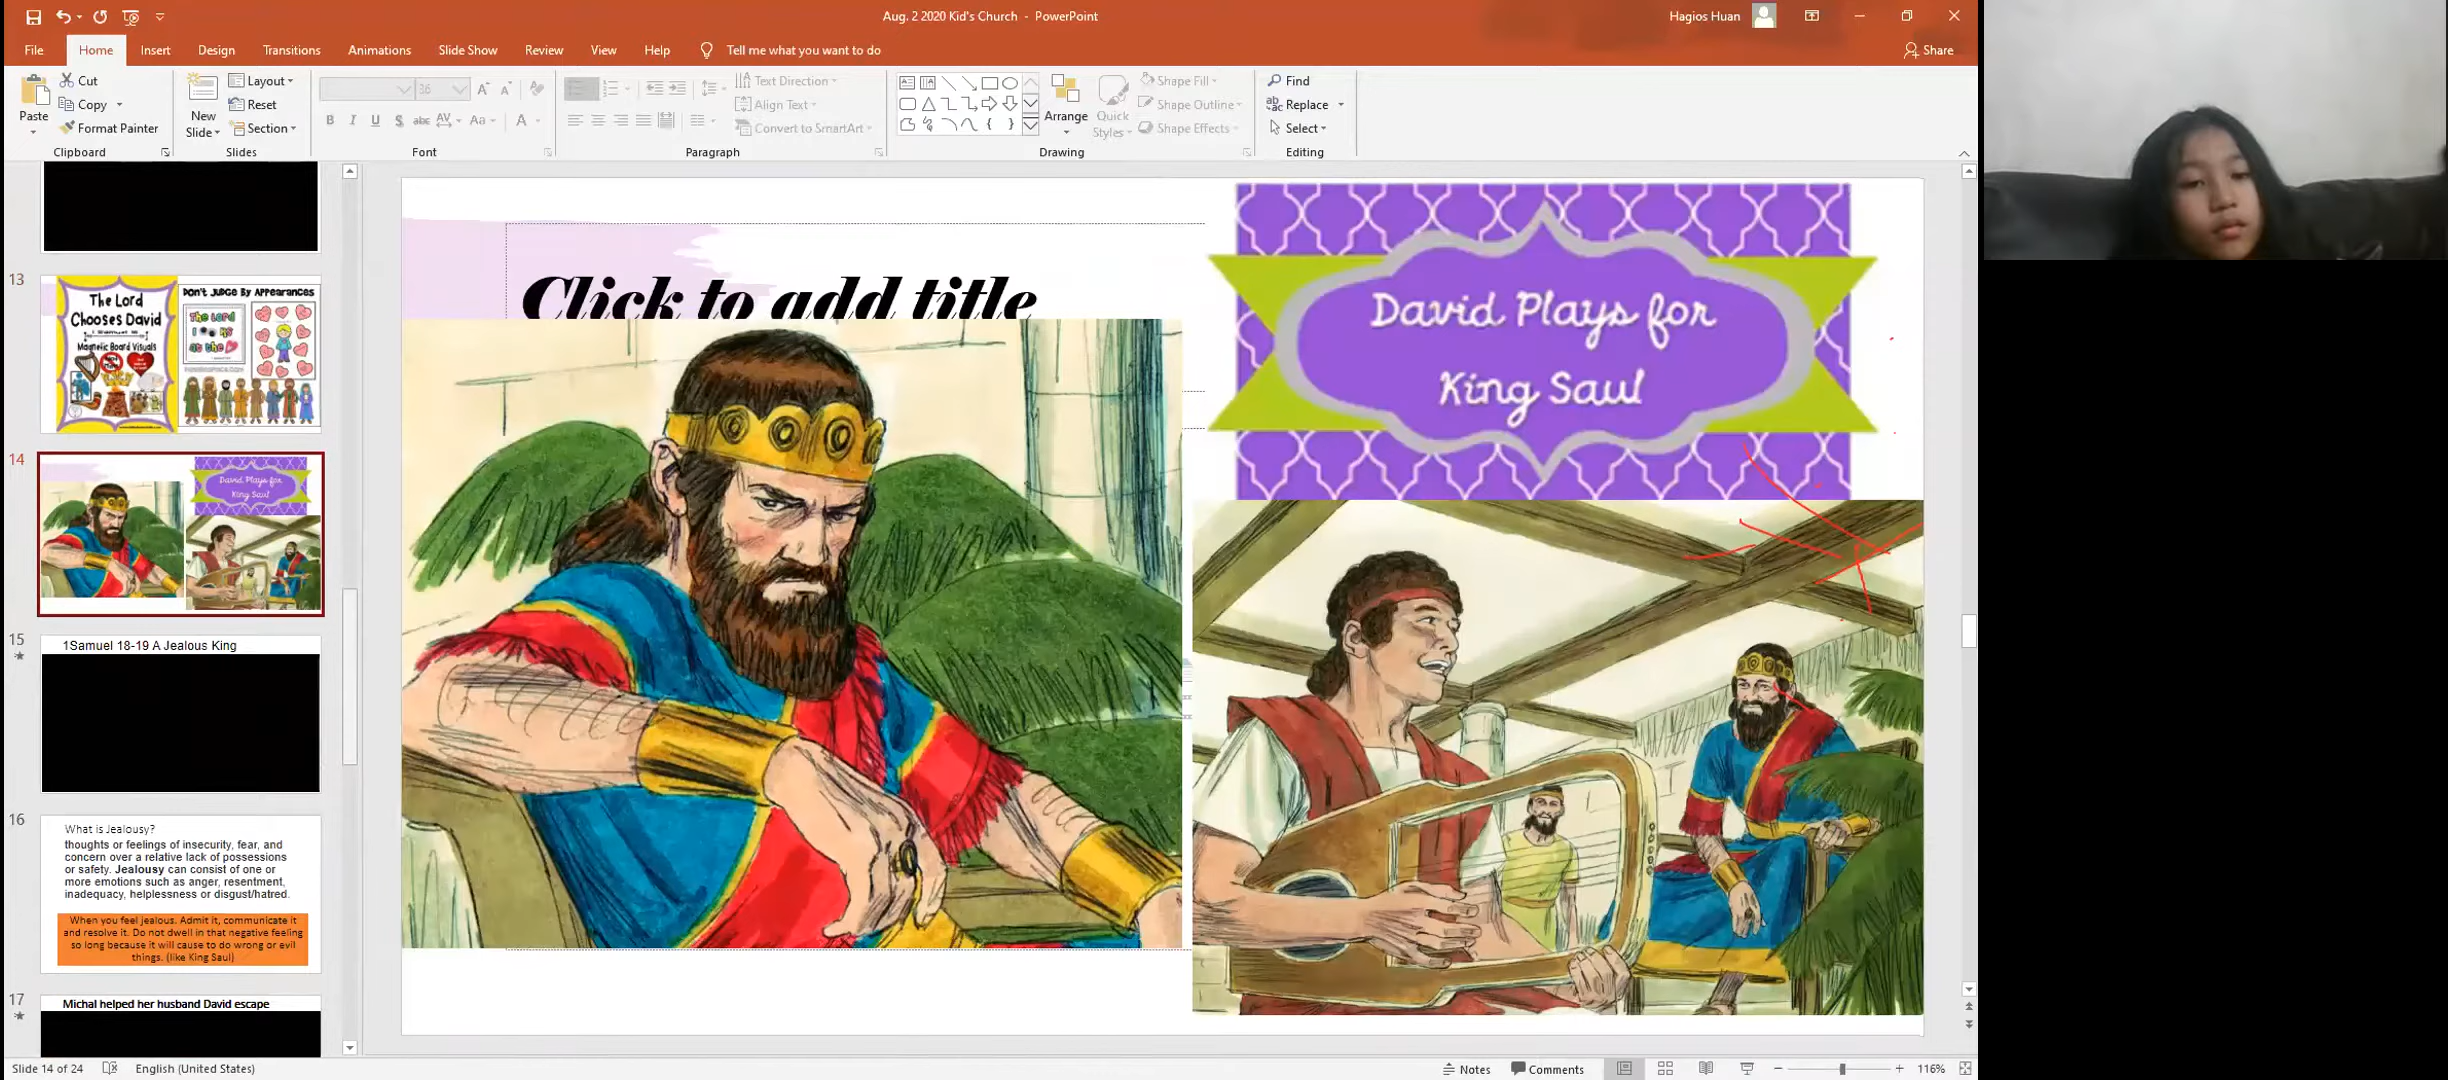 Aug. 2 2020 Kid's Church - PowerPoint
Hagios Huan
File Home Insert Design Transitions Animations Slide Show Review View Help Tell me what you want to do
Share
Paste
Cut
Copy
Format Painter
Clipboard
New
Slide
Layout
Reset
Section
Slides
36
B I U S abc AV Aa A
Font
Text Direction
Align Text
Convert to SmartArt
Paragraph
Arrange
Quick
Styles
Shape Fill
Shape Outline
Shape Effects
Drawing
Find
Replace
Select
Editing
13
The Lord
Chooses David
Magnetic Board Visuals
Don't Judge By Appearances
14
David Plays for
King Saul
15
1Samuel 18-19 A Jealous King
16
What is Jealousy?
thoughts or feelings of insecurity, fear, and
concern over a relative lack of possessions
or safety. Jealousy can consist of one or
more emotions such as anger, resentment,
inadequacy, helplessness or disgust/hatred.
When you feel jealous. Admit it, communicate it
and resolve it. Do not dwell in that negative feeling
so long because it will cause to do wrong or evil
things. (like King Saul)
17
Michal helped her husband David escape
Click to add title
David Plays for
King Saul
Slide 14 of 24
English (United States)
Notes
Comments
116%